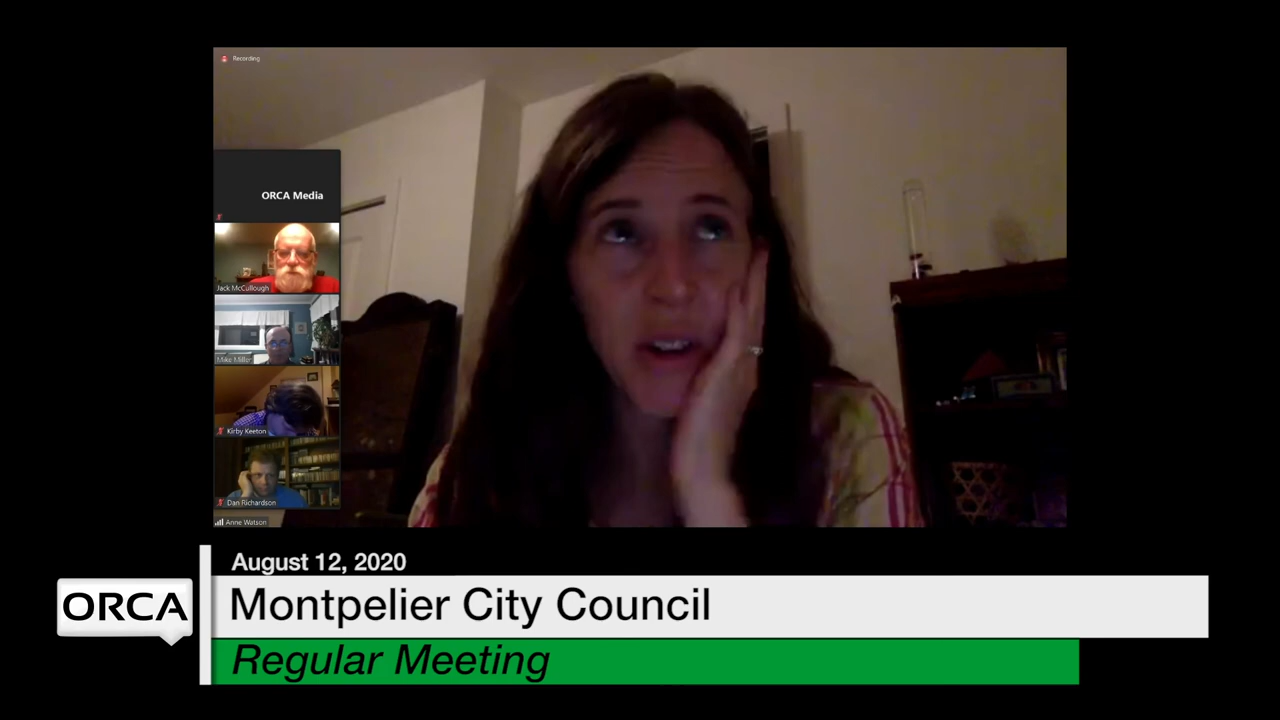 Recording
ORCA Media
Jack McCullough
Mike Miller
Kirby Keeton
Dan Richardson
Anne Watson
August 12, 2020
ORCA
Montpelier City Council
Regular Meeting